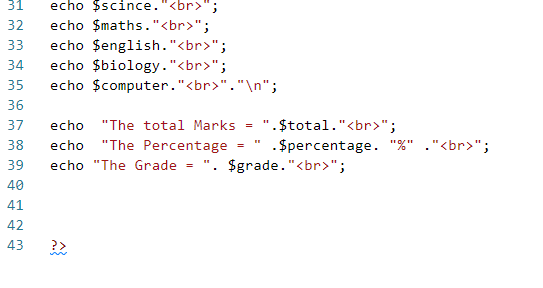 31 echo $scince."<br>";
32 echo $maths."<br>";
33 echo $english."<br>";
34 echo $biology."<br>";
35 echo $computer."<br>"."\n";
36
37 echo  "The total Marks = ".$total."<br>";
38 echo  "The Percentage = " .$percentage. "%" ."<br>";
39 echo "The Grade = ". $grade."<br>";
40
41
42
43 ?>